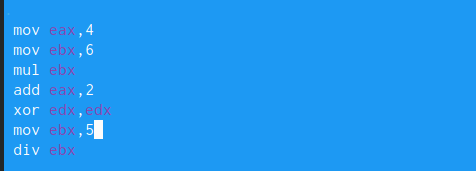 mov eax,4
mov ebx,6
mul ebx
add eax,2
xor edx,edx
mov ebx,5
div ebx